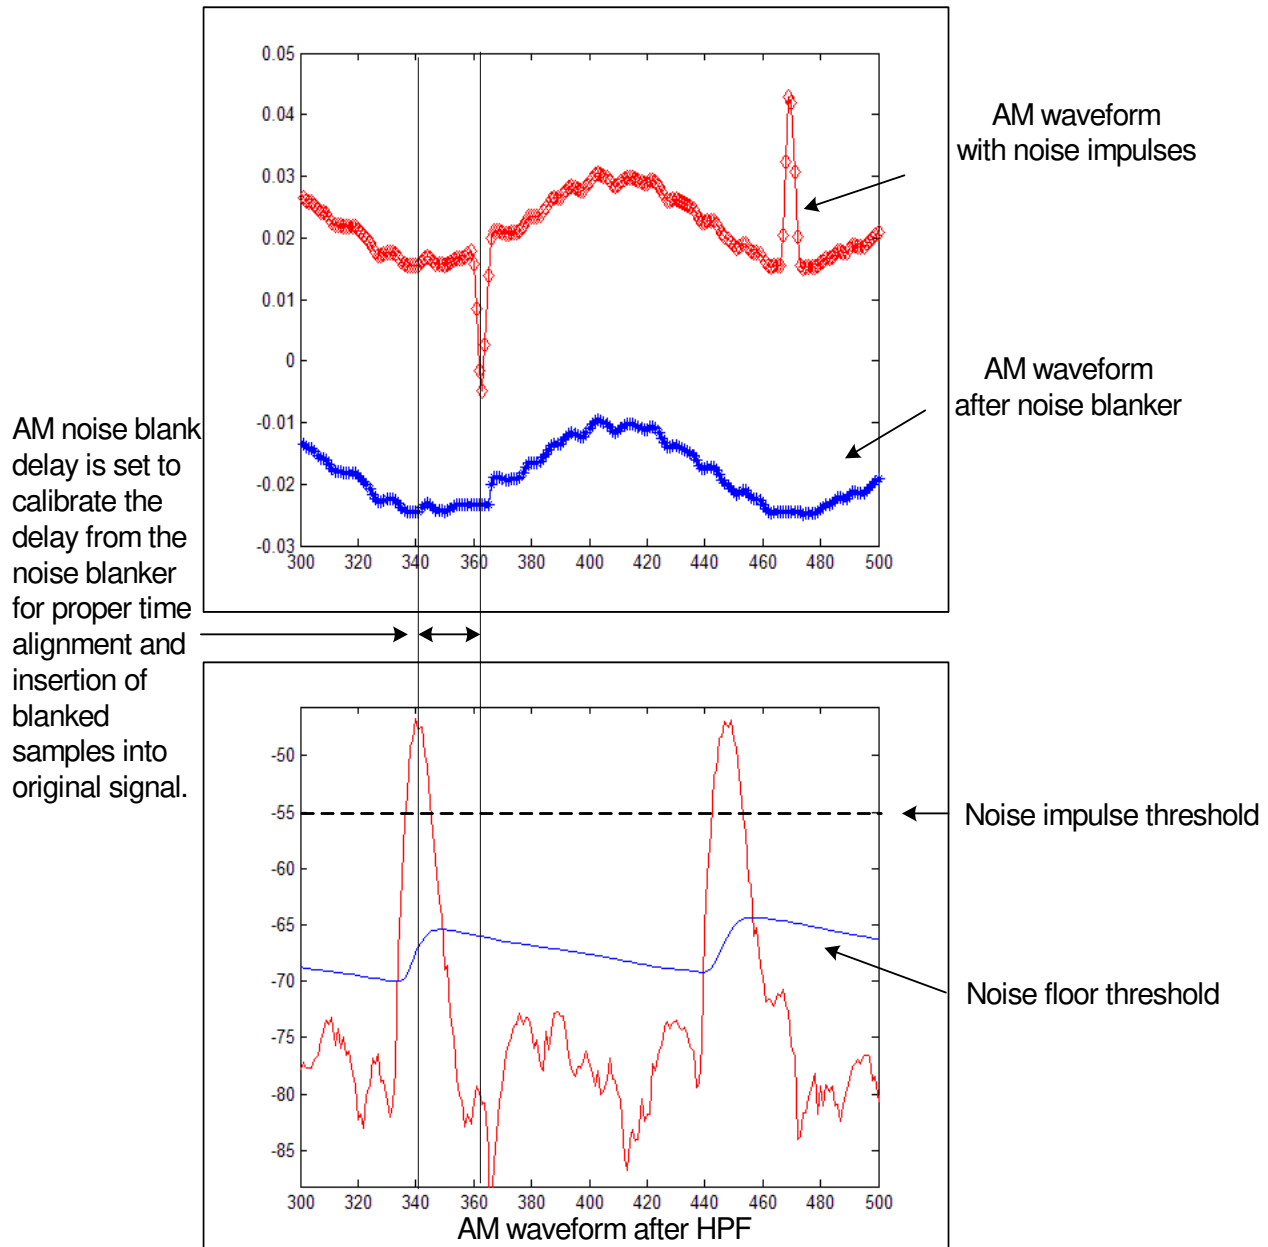 0.05
0.04
0.03
0.02
0.01
0
-0.01
-0.02
-0.03
300 320 340 360 380 400 420 440 460 480 500
AM waveform
with noise impulses
AM waveform
after noise blanker
AM noise blank
delay is set to
calibrate the
delay from the
noise blanker
for proper time
alignment and
insertion of
blanked
samples into
original signal.
-50
-55
-60
-65
-70
-75
-80
-85
300 320 340 360 380 400 420 440 460 480 500
AM waveform after HPF
Noise impulse threshold
Noise floor threshold